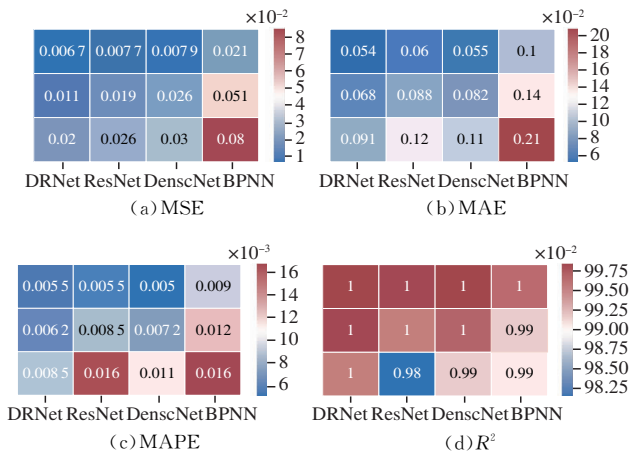 ×10⁻²
0.006 7 0.007 7 0.007 9 0.021
0.011 0.019 0.026 0.051
0.02 0.026 0.03 0.08
8
7
6
5
4
3
2
1
DRNet ResNet DenscNet BPNN
(a) MSE
×10⁻²
0.054 0.06 0.055 0.1
0.068 0.088 0.082 0.14
0.091 0.12 0.11 0.21
20
18
16
14
12
10
8
6
DRNet ResNet DenscNet BPNN
(b) MAE
×10⁻³
0.005 5 0.005 5 0.005 0.009
0.006 2 0.008 5 0.007 2 0.012
0.008 5 0.016 0.011 0.016
16
14
12
10
8
6
DRNet ResNet DenscNet BPNN
(c) MAPE
×10⁻²
1 1 1 1
1 1 1 0.99
1 0.98 0.99 0.99
99.75
99.50
99.25
99.00
98.75
98.50
98.25
DRNet ResNet DenscNet BPNN
(d) R²